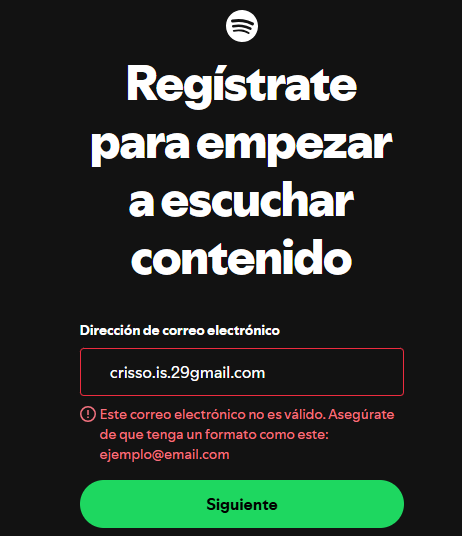 Regístrate
para empezar
a escuchar
contenido
Dirección de correo electrónico
crisso.is.29gmail.com
Este correo electrónico no es válido. Asegúrate
de que tenga un formato como este:
ejemplo@email.com
Siguiente